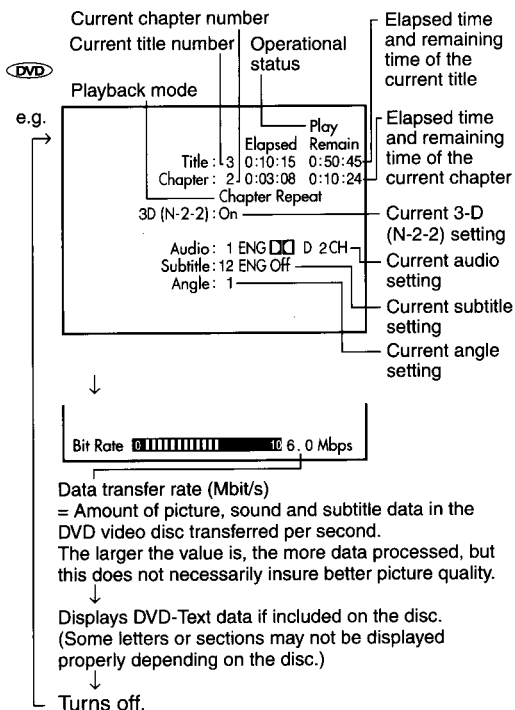 Current chapter number
Current title number
Operational
status
Elapsed time
and remaining
time of the
current title
DVD
Playback mode
e.g.
Play
Elapsed Remain
Title : 3 0:10:15 0:50:45
Chapter : 2 0:03:08 0:10:24
Chapter Repeat
3D (N-2-2) : On
Audio : 1 ENG D 2CH
Subtitle : 12 ENG Off
Angle : 1
Elapsed time
and remaining
time of the
current chapter
Current 3-D
(N-2-2) setting
Current audio
setting
Current subtitle
setting
Current angle
setting
↓
Bit Rate 0 10 6.0 Mbps
Data transfer rate (Mbit/s)
= Amount of picture, sound and subtitle data in the
DVD video disc transferred per second.
The larger the value is, the more data processed, but
this does not necessarily insure better picture quality.
↓
Displays DVD-Text data if included on the disc.
(Some letters or sections may not be displayed
properly depending on the disc.)
↓
Turns off.